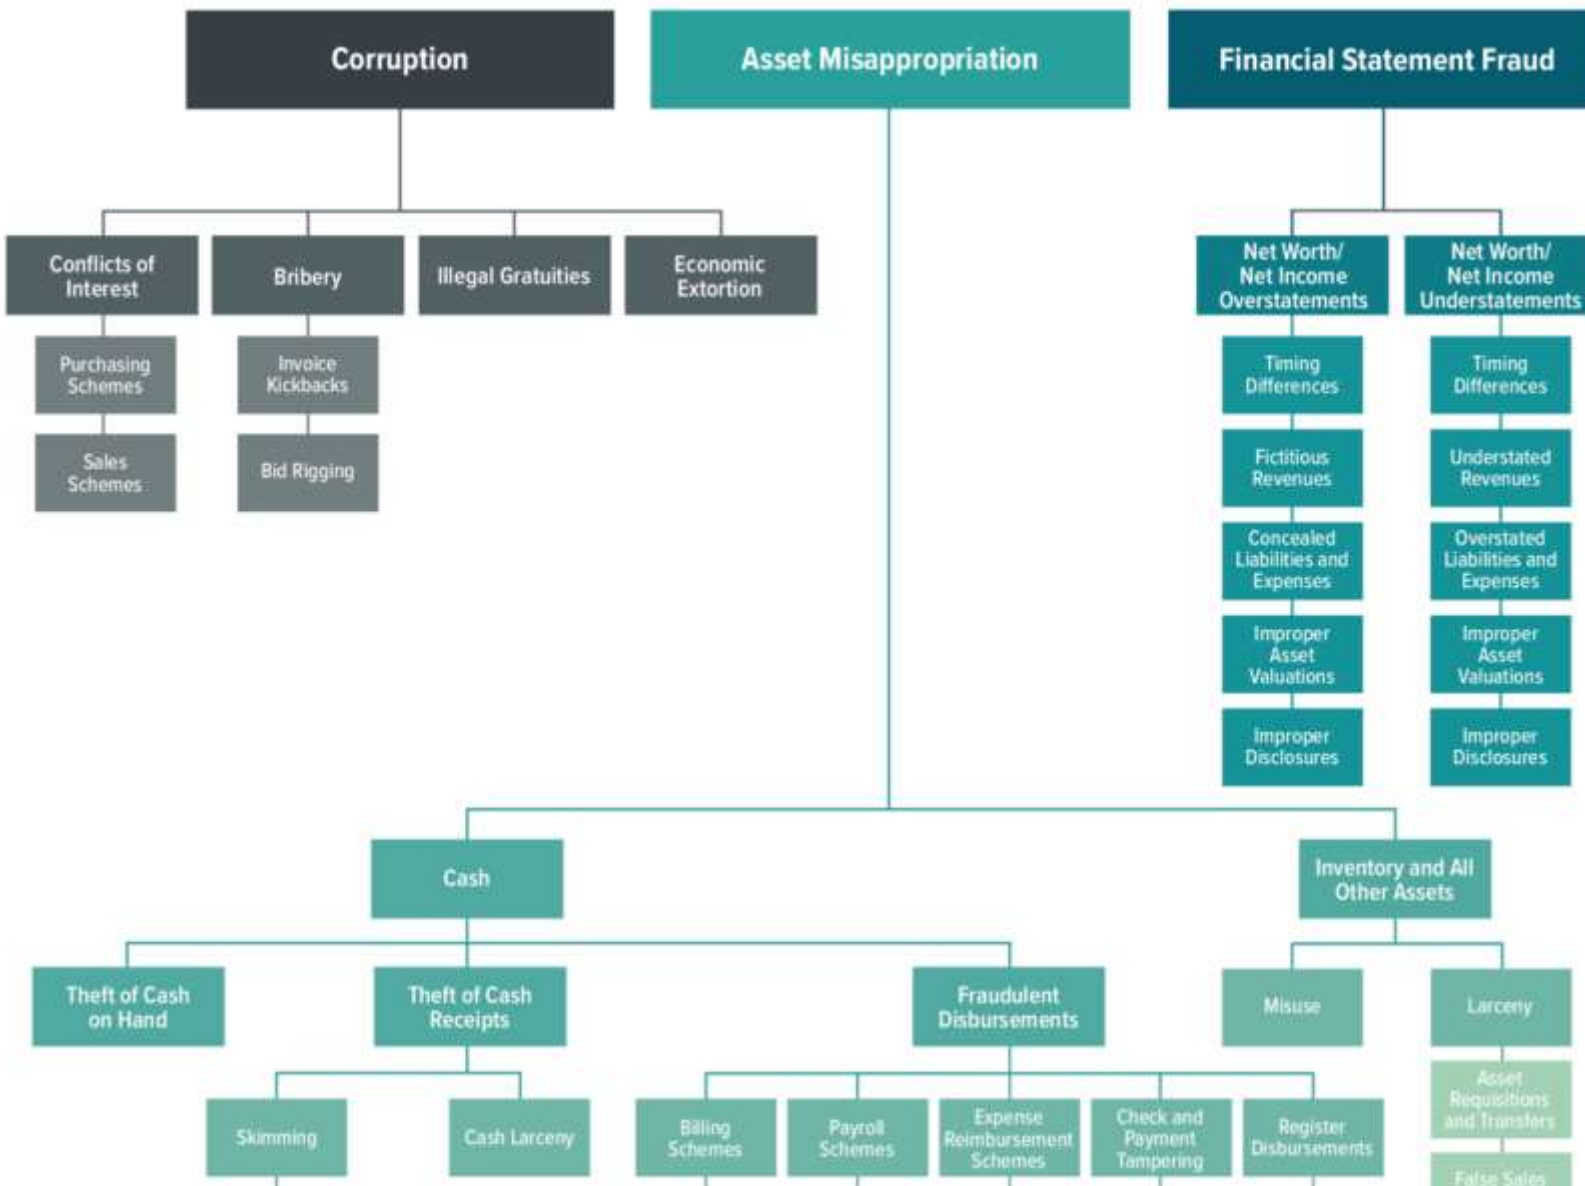 Corruption
Asset Misappropriation
Financial Statement Fraud
Conflicts of
Interest
Bribery
Illegal Gratuities
Economic
Extortion
Net Worth/
Net Income
Overstatements
Net Worth/
Net Income
Understatements
Purchasing
Schemes
Invoice
Kickbacks
Timing
Differences
Timing
Differences
Sales
Schemes
Bid Rigging
Fictitious
Revenues
Understated
Revenues
Concealed
Liabilities and
Expenses
Overstated
Liabilities and
Expenses
Improper
Asset
Valuations
Improper
Asset
Valuations
Improper
Disclosures
Improper
Disclosures
Cash
Inventory and All
Other Assets
Theft of Cash
on Hand
Theft of Cash
Receipts
Fraudulent
Disbursements
Misuse
Larceny
Asset
Requisitions
and Transfers
Skimming
Cash Larceny
Billing
Schemes
Payroll
Schemes
Expense
Reimbursement
Schemes
Check and
Payment
Tampering
Register
Disbursements
False Sales